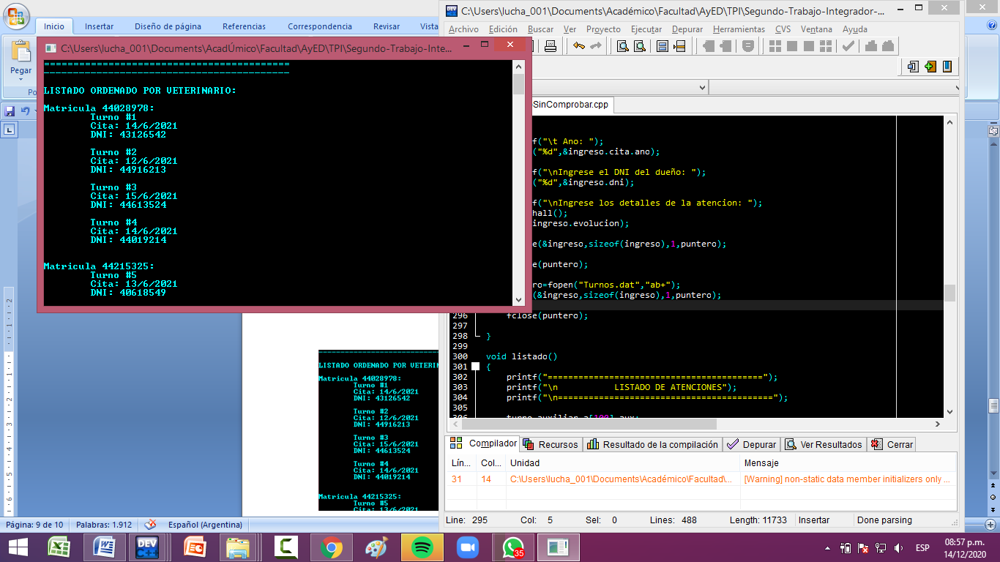 Inicio Insertar Diseño de página Referencias Correspondencia Revisar Vista
Pegar
C:\Users\lucha_001\Documents\AcadÚmico\Facultad\AyED\TPI\Segundo-Trabajo-Inte...
==========================================
LISTADO ORDENADO POR VETERINARIO:
Matricula 44028978:
Turno #1
Cita: 14/6/2021
DNI: 43126542
Turno #2
Cita: 12/6/2021
DNI: 44916213
Turno #3
Cita: 15/6/2021
DNI: 44613524
Turno #4
Cita: 14/6/2021
DNI: 44019214
Matricula 44215325:
Turno #5
Cita: 13/6/2021
DNI: 40618549
C:\Users\lucha_001\Documents\Académico\Facultad\AyED\TPI\Segundo-Trabajo-Integrador-...
Archivo Edición Buscar Ver Proyecto Ejecutar Depurar Herramientas CVS Ventana Ayuda
SinComprobar.cpp
f("\t Ano: ");
("%d",&ingreso.cita.ano);
f("\nIngrese el DNI del dueño: ");
("%d",&ingreso.dni);
f("\nIngrese los detalles de la atencion: ");
hall();
ingreso.evolucion);
e(&ingreso,sizeof(ingreso),1,puntero);
e(puntero);
ro=fopen("Turnos.dat","ab+");
(&ingreso,sizeof(ingreso),1,puntero);
296 fclose(puntero);
297
298 }
299
300 void listado()
301 {
302 printf("==========================================");
303 printf("\n LISTADO DE ATENCIONES");
304 printf("\n==========================================");
305
306 turno auxiliar,a[100],aux;
LISTADO ORDENADO POR VETERIN
Matricula 44028978:
Turno #1
Cita: 14/6/2021
DNI: 43126542
Turno #2
Cita: 12/6/2021
DNI: 44916213
Turno #3
Cita: 15/6/2021
DNI: 44613524
Turno #4
Cita: 14/6/2021
DNI: 44019214
Matricula 44215325:
Turno #5
Cita: 13/6/2021
Compilador Recursos Resultado de la compilación Depurar Ver Resultados Cerrar
Lín... Col... Unidad Mensaje
31 14 C:\Users\lucha_001\Documents\Académico\Facultad\... [Warning] non-static data member initializers only ...
Line: 295 Col: 5 Sel: 0 Lines: 488 Length: 11733 Insertar Done parsing
Página: 9 de 10 Palabras: 1.912 Español (Argentina)
DEV C++
35
ESP
08:57 p.m.
14/12/2020